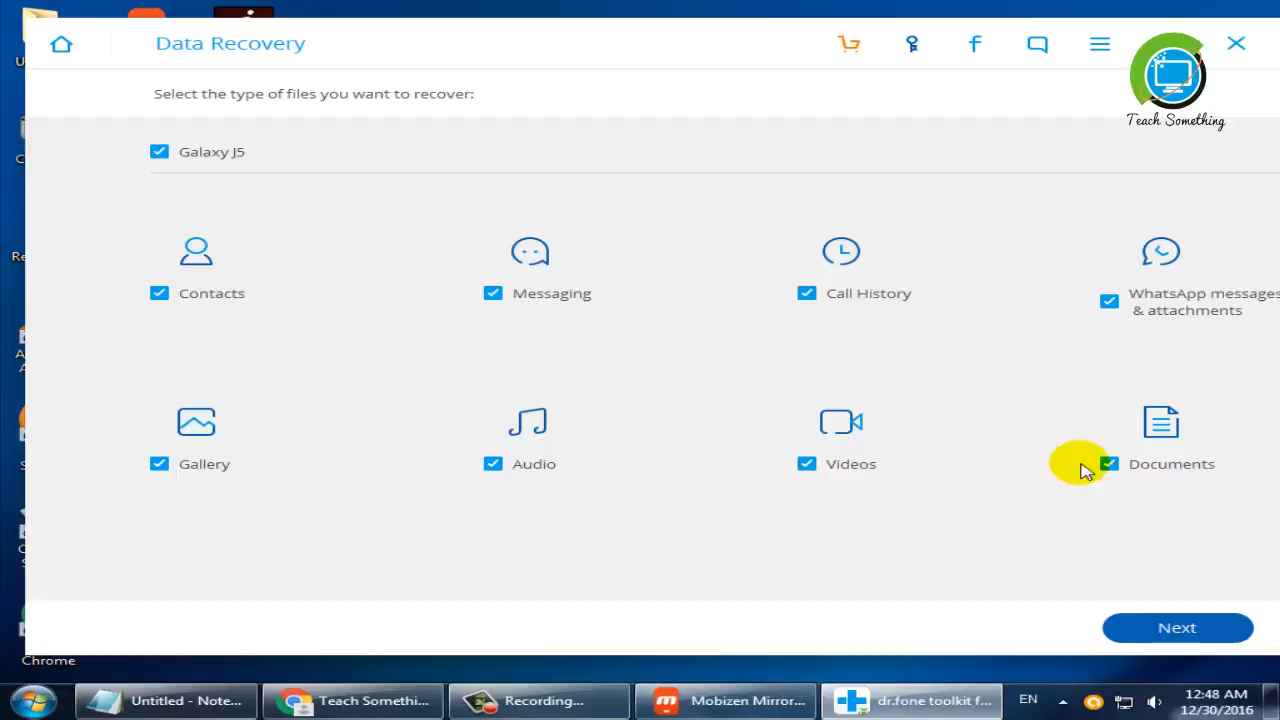 Data Recovery
f
Teach Something
Select the type of files you want to recover:
Galaxy J5
Contacts
Messaging
Call History
WhatsApp messages
& attachments
Gallery
Audio
Videos
Documents
Next
Chrome
Untitled - Note...
Teach Somethi...
Recording...
Mobizen Mirror...
dr.fone toolkit f...
EN
12:48 AM
12/30/2016